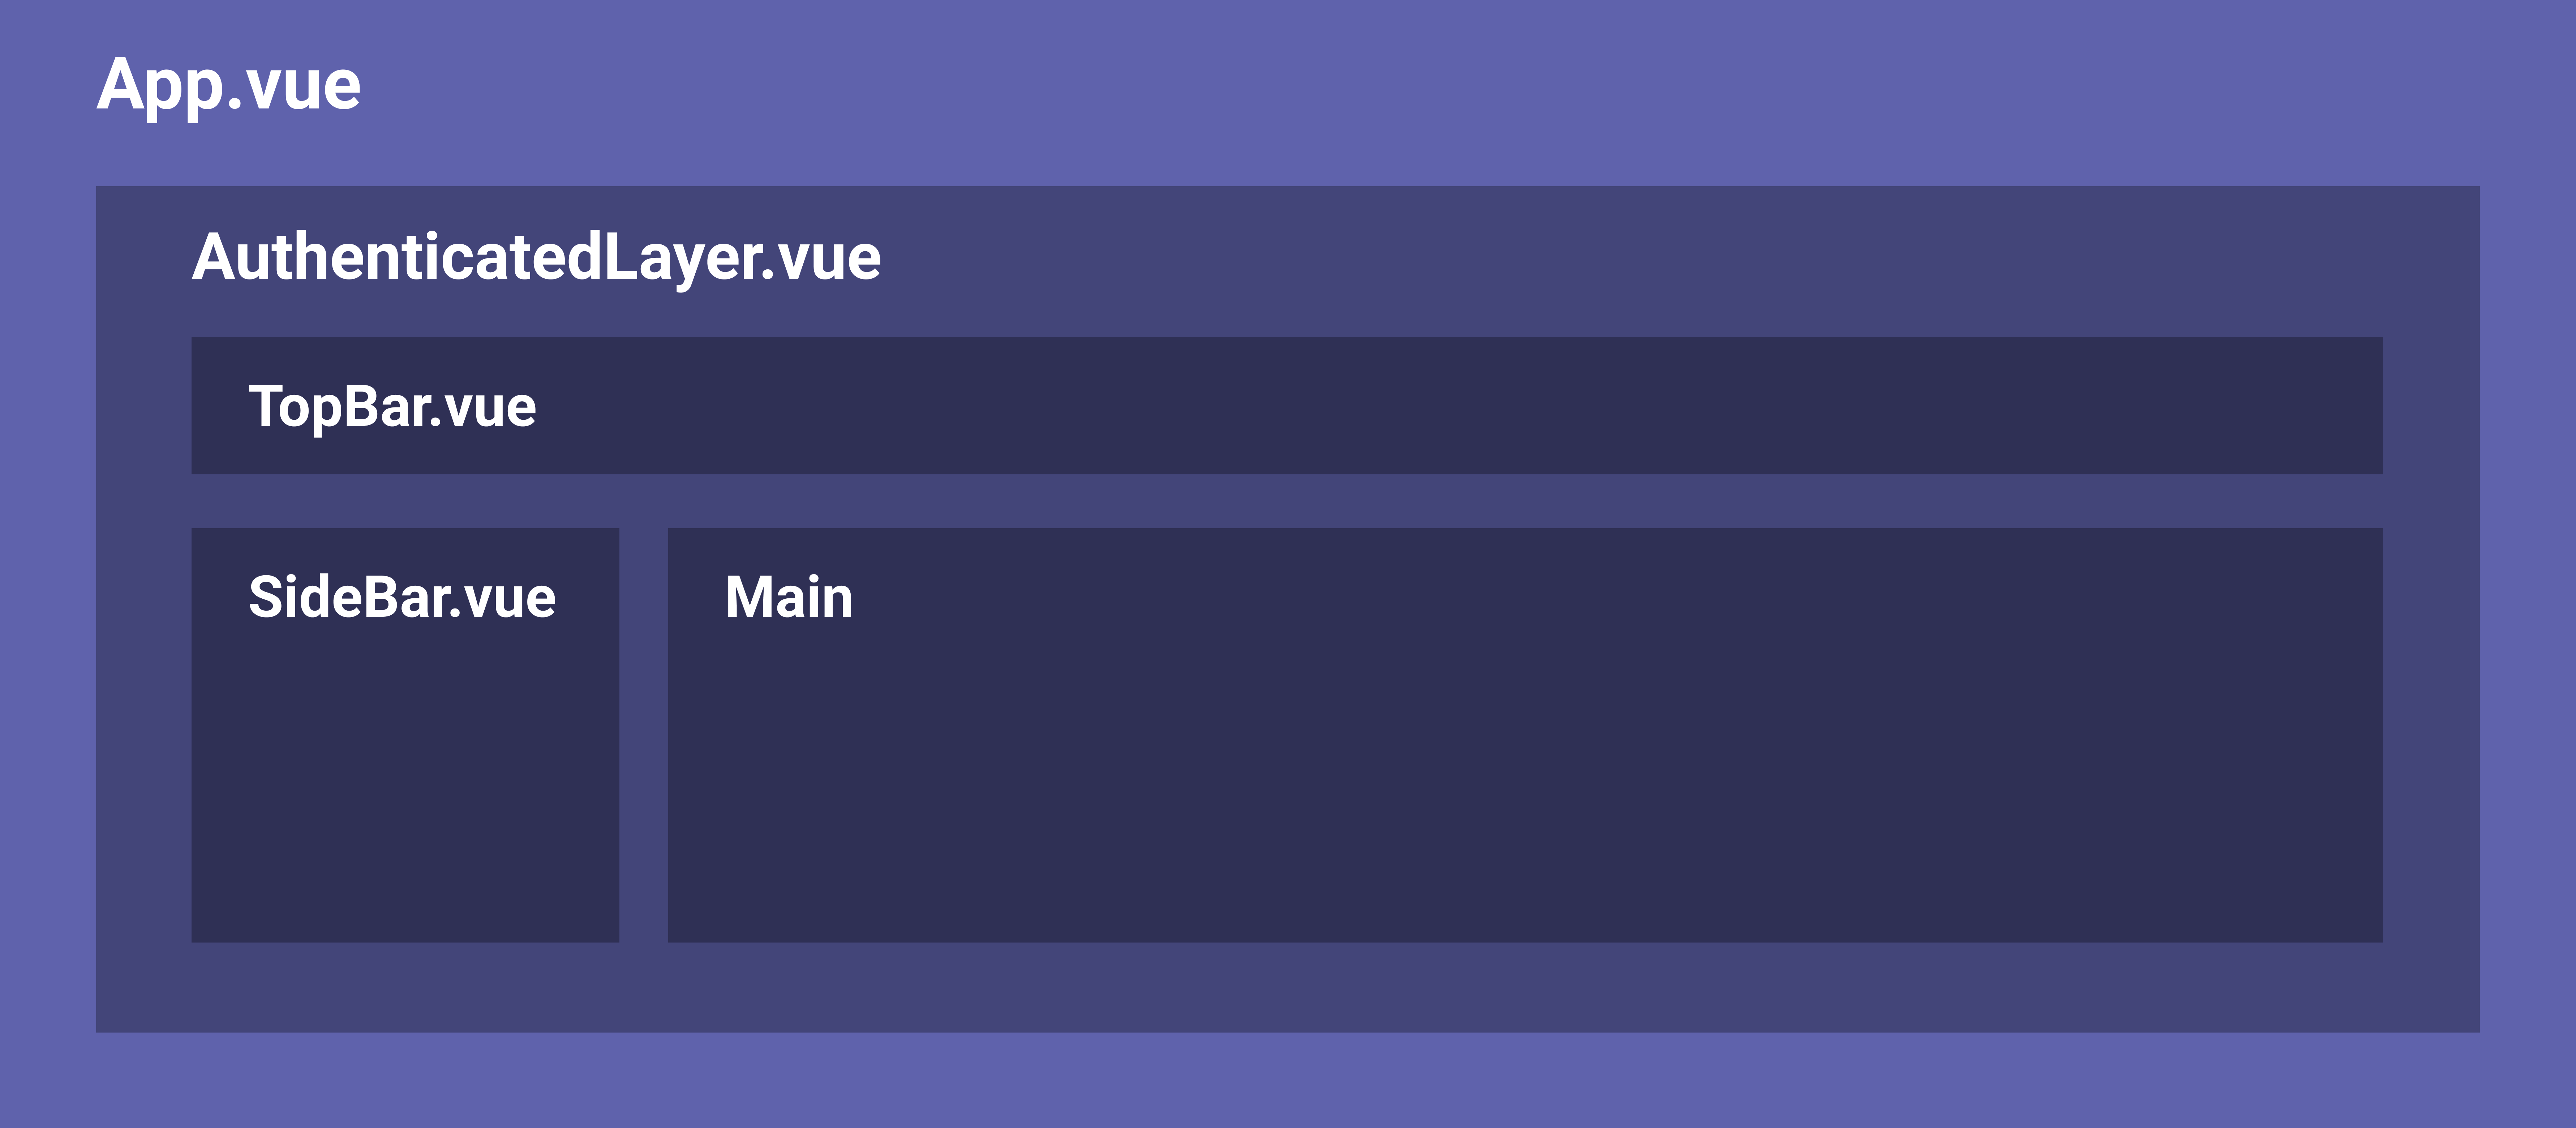 App.vue
AuthenticatedLayer.vue
TopBar.vue
SideBar.vue
Main